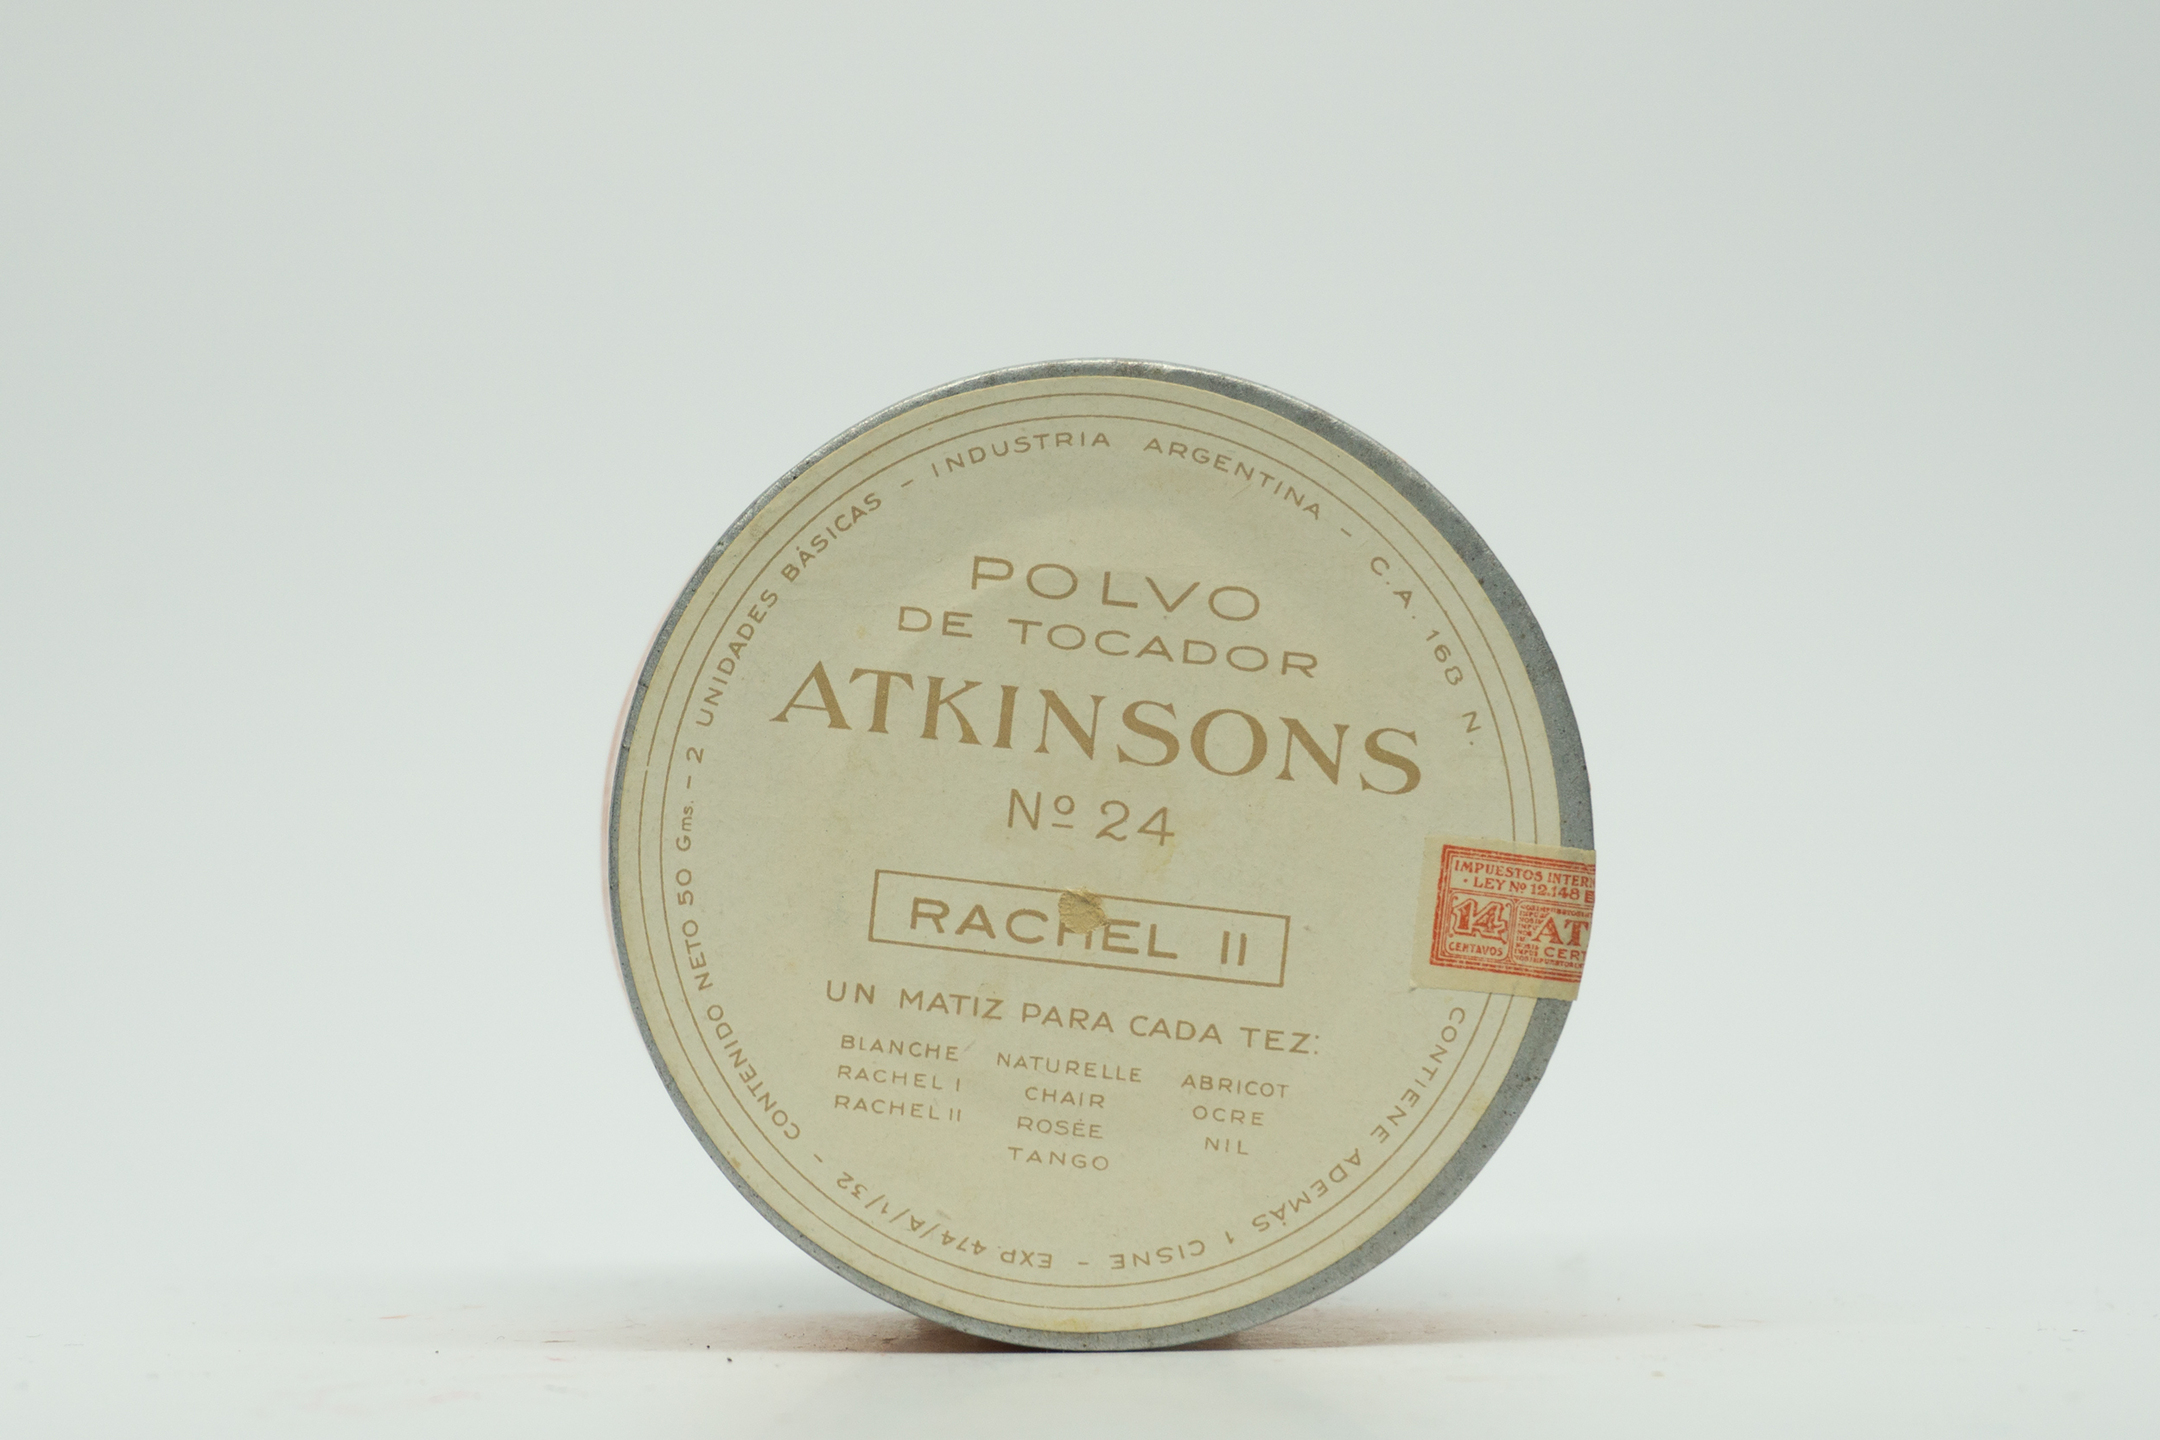 CONTENIDO NETO 50 Gms. - 2 UNIDADES BÁSICAS - INDUSTRIA ARGENTINA - C.A. 168 N.
POLVO
DE TOCADOR
ATKINSONS
Nº 24
RACHEL II
UN MATIZ PARA CADA TEZ:
BLANCHE NATURELLE ABRICOT
RACHEL I CHAIR OCRE
RACHEL II ROSÉE NIL
TANGO
CONTIENE ADEMÁS 1 CISNE - EXP. 474/A/1/32 -
IMPUESTOS INTERN
LEY Nº 12.148
14
CENTAVOS
AT
CERT